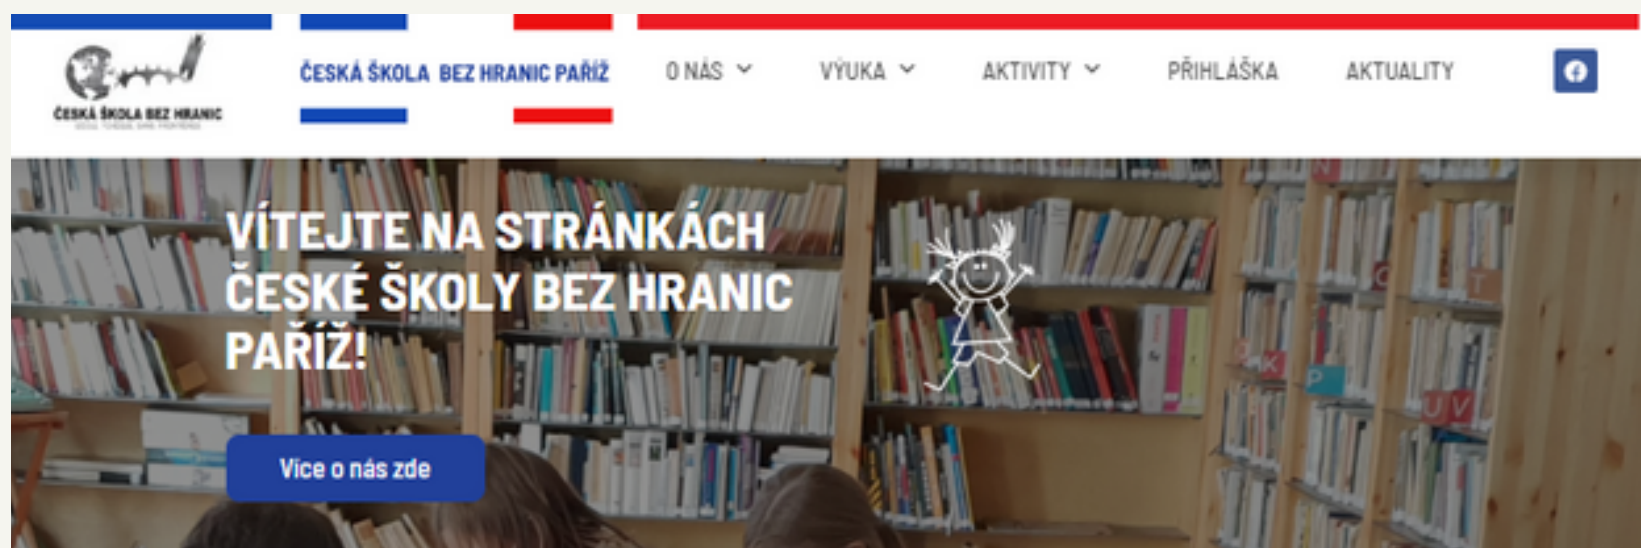 ČESKÁ ŠKOLA BEZ HRANIC
ČESKÁ ŠKOLA BEZ HRANIC PAŘÍŽ
O NÁS
VÝUKA
AKTIVITY
PŘIHLÁŠKA
AKTUALITY
VÍTEJTE NA STRÁNKÁCH
ČESKÉ ŠKOLY BEZ HRANIC
PAŘÍŽ!
Více o nás zde
P
U V